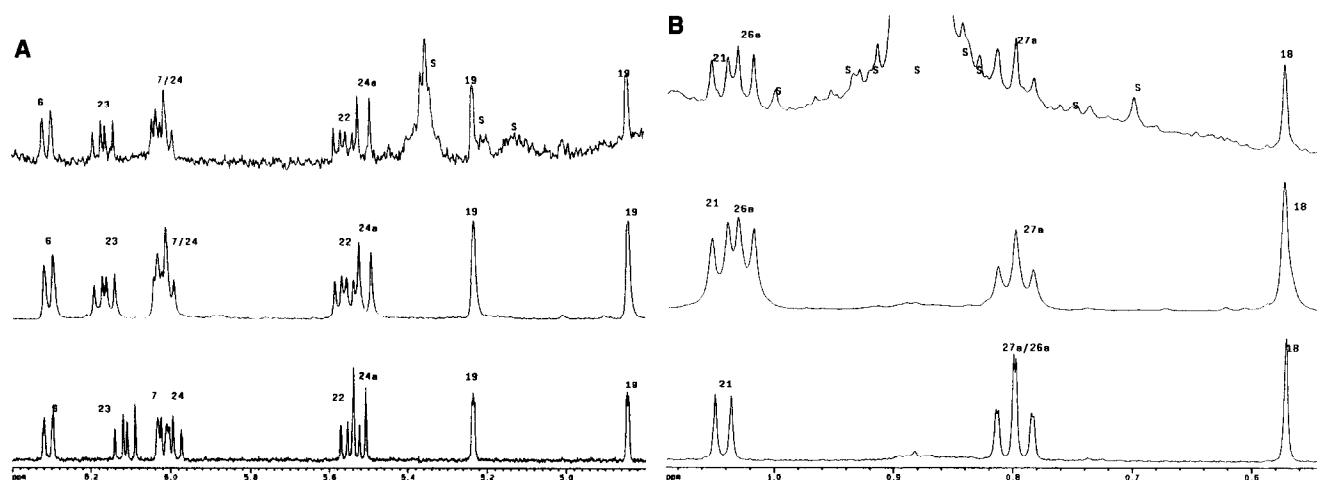 A
6 23 7/24 22 24a S 19 S S 19
6 23 7/24 22 24a 19 19
6 23 7 24 22 24a 19 19
ppm 6.2 6.0 5.8 5.6 5.4 5.2 5.0
B
21 26a S S S S S S 27a S S 18
21 26a 27a 18
21 27a/26a 18
ppm 1.0 0.9 0.8 0.7 0.6